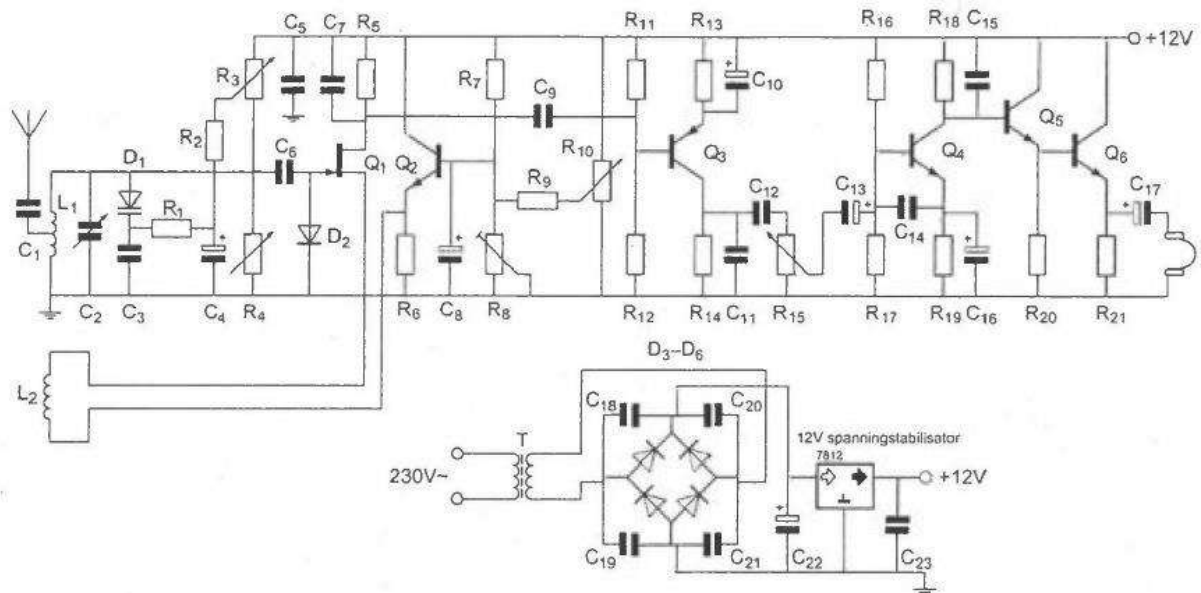 C5 C7 R5 R11 R13 R16 R18 C15
+12V
R3 R7 C9 C10
R2 Q5
D1 C6 Q1 Q2 R10 Q3 Q4 Q6
L1 R1 R9 C12 C13 C17
C1 D2 C14
C2 C3 C4 R4 R6 C8 R8 R12 R14 C11 R15 R17 R19 C16 R20 R21
D3–D6
L2
C18 C20
T 12V spanningstabilisator
7812
230V~ +12V
C19 C21 C22 C23
+
+
+
+
+
+
+